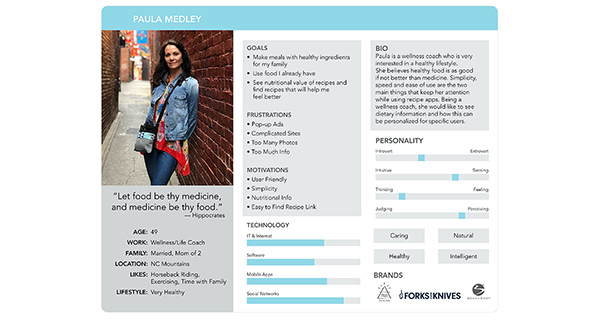 PAULA MEDLEY
"Let food be thy medicine,
and medicine be thy food."
— Hippocrates
AGE: 49
WORK: Wellness/Life Coach
FAMILY: Married, Mom of 2
LOCATION: NC Mountains
LIKES: Horseback Riding,
Exercising, Time with Family
LIFESTYLE: Very Healthy
GOALS
• Make meals with healthy ingredients
for my family
• Use food I already have
• See nutritional value of recipes and
find recipes that will help me
feel better
FRUSTRATIONS
• Pop-up Ads
• Complicated Sites
• Too Many Photos
• Too Much Info
MOTIVATIONS
• User Friendly
• Simplicity
• Nutritional Info
• Easy to Find Recipe Link
TECHNOLOGY
IT & Internet
Software
Mobile Apps
Social Networks
BIO
Paula is a wellness coach who is very
interested in a healthy lifestyle.
She believes healthy food is as good
if not better than medicine. Simplicity,
speed and ease of use are the two
main things that keep her attention
while using recipe apps. Being a
wellness coach, she would like to see
dietary information and how this can
be personalized for specific users.
PERSONALITY
Introvert Extrovert
Intuitive Sensing
Thinking Feeling
Judging Perceiving
Caring Natural
Healthy Intelligent
BRANDS
FORKS OVER KNIVES